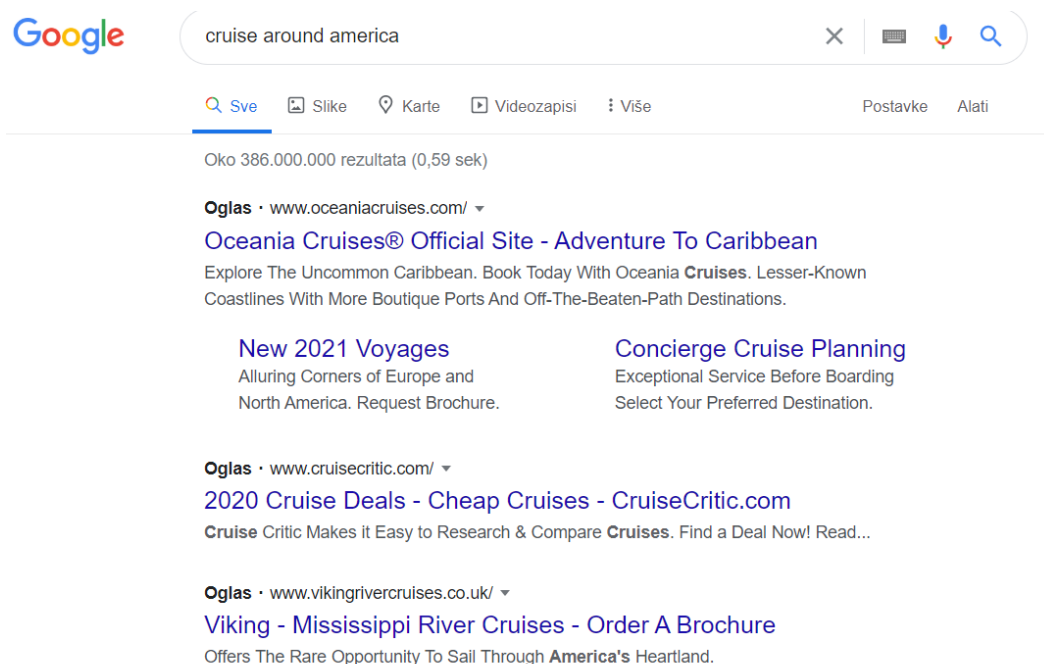 Google
cruise around america
Sve Slike Karte Videozapisi Više Postavke Alati
Oko 386.000.000 rezultata (0,59 sek)
Oglas · www.oceaniacruises.com/
Oceania Cruises® Official Site - Adventure To Caribbean
Explore The Uncommon Caribbean. Book Today With Oceania Cruises. Lesser-Known
Coastlines With More Boutique Ports And Off-The-Beaten-Path Destinations.
New 2021 Voyages
Alluring Corners of Europe and
North America. Request Brochure.
Concierge Cruise Planning
Exceptional Service Before Boarding
Select Your Preferred Destination.
Oglas · www.cruisecritic.com/
2020 Cruise Deals - Cheap Cruises - CruiseCritic.com
Cruise Critic Makes it Easy to Research & Compare Cruises. Find a Deal Now! Read...
Oglas · www.vikingrivercruises.co.uk/
Viking - Mississippi River Cruises - Order A Brochure
Offers The Rare Opportunity To Sail Through America's Heartland.